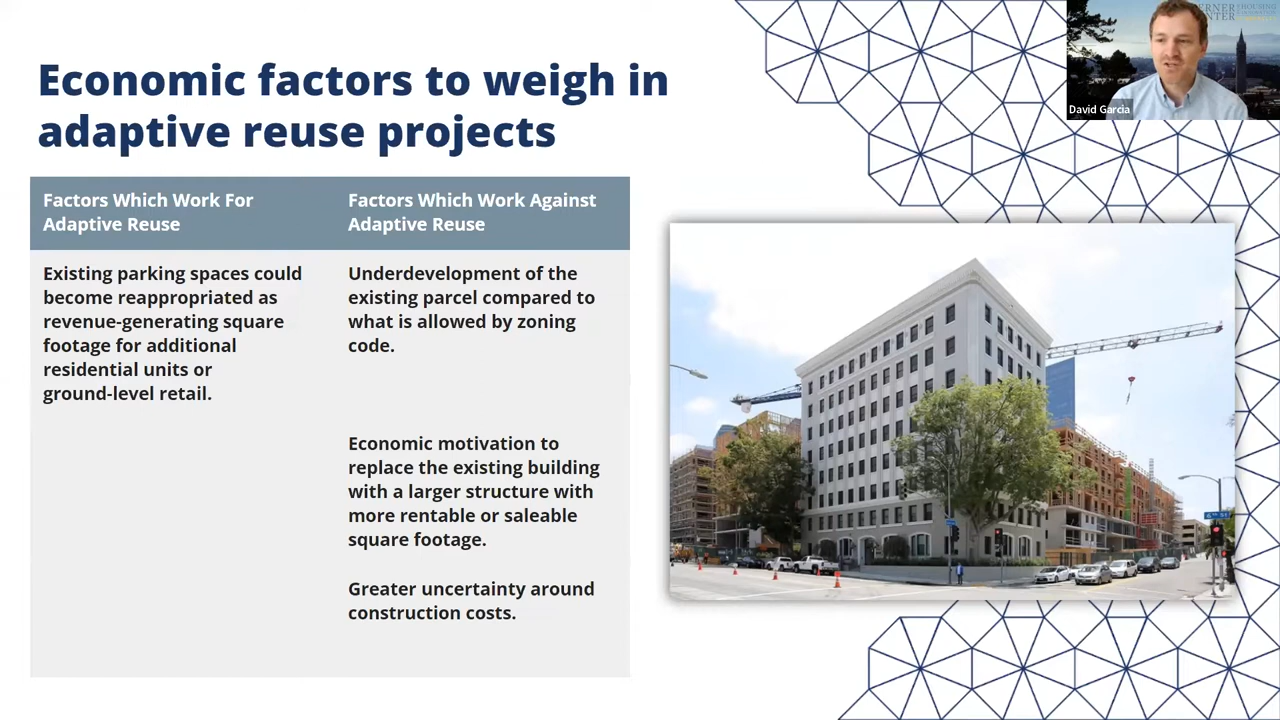 Economic factors to weigh in
adaptive reuse projects
Factors Which Work For
Adaptive Reuse
Factors Which Work Against
Adaptive Reuse
Existing parking spaces could
become reappropriated as
revenue-generating square
footage for additional
residential units or
ground-level retail.
Underdevelopment of the
existing parcel compared to
what is allowed by zoning
code.
Economic motivation to
replace the existing building
with a larger structure with
more rentable or saleable
square footage.
Greater uncertainty around
construction costs.
David Garcia